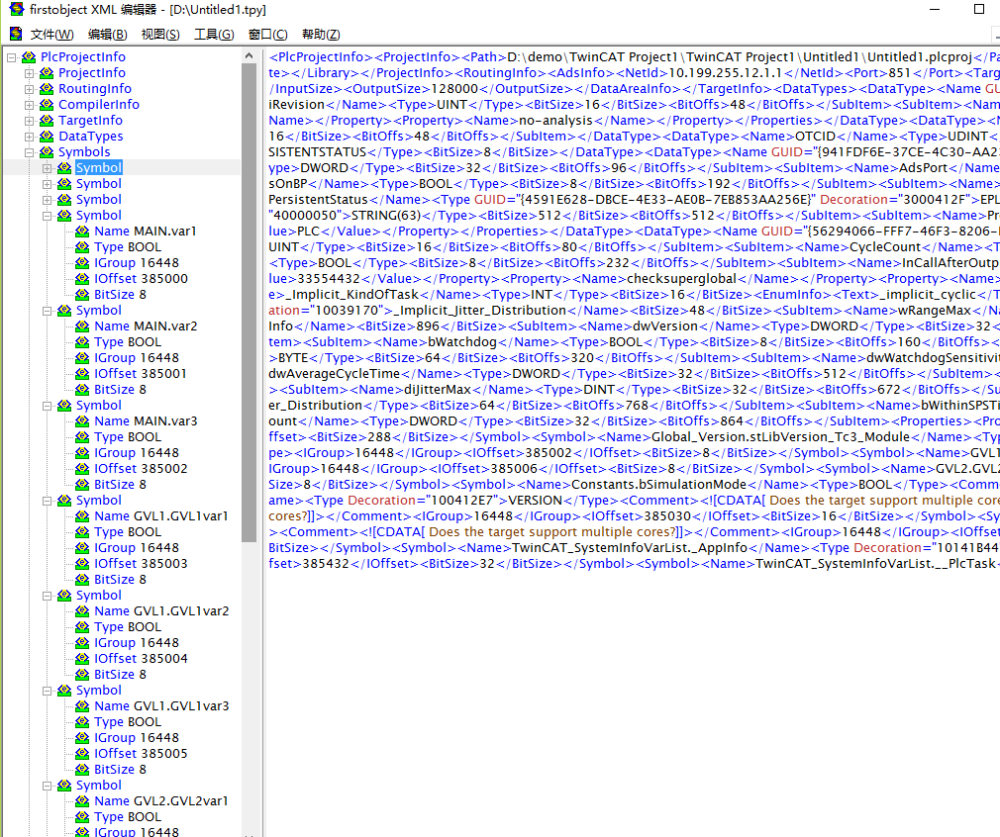 firstobject XML 编辑器 - [D:\Untitled1.tpy]
文件(W) 编辑(B) 视图(S) 工具(G) 窗口(C) 帮助(Z)
PlcProjectInfo
ProjectInfo
RoutingInfo
CompilerInfo
TargetInfo
DataTypes
Symbols
Symbol
Symbol
Symbol
Symbol
Name MAIN.var1
Type BOOL
IGroup 16448
IOffset 385000
BitSize 8
Symbol
Name MAIN.var2
Type BOOL
IGroup 16448
IOffset 385001
BitSize 8
Symbol
Name MAIN.var3
Type BOOL
IGroup 16448
IOffset 385002
BitSize 8
Symbol
Name GVL1.GVL1var1
Type BOOL
IGroup 16448
IOffset 385003
BitSize 8
Symbol
Name GVL1.GVL1var2
Type BOOL
IGroup 16448
IOffset 385004
BitSize 8
Symbol
Name GVL1.GVL1var3
Type BOOL
IGroup 16448
IOffset 385005
BitSize 8
Symbol
Name GVL2.GVL2var1
Type BOOL
IGroup 16448
<PlcProjectInfo><ProjectInfo><Path>D:\demo\TwinCAT Project1\TwinCAT Project1\Untitled1\Untitled1.plcproj</Pa
te></Library></ProjectInfo><RoutingInfo><AdsInfo><NetId>10.199.255.12.1.1</NetId><Port>851</Port><Targ
/InputSize><OutputSize>128000</OutputSize></DataAreaInfo></TargetInfo><DataTypes><DataType><Name GU
iRevision</Name><Type>UINT</Type><BitSize>16</BitSize><BitOffs>48</BitOffs></SubItem><SubItem><Nam
Name></Property><Property><Name>no-analysis</Name></Property></Properties></DataType><DataType><N
16</BitSize><BitOffs>48</BitOffs></SubItem></DataType><DataType><Name>OTCID</Name><Type>UDINT<
SISTENTSTATUS</Type><BitSize>8</BitSize></DataType><DataType><Name GUID="{941FDF6E-37CE-4C30-AA2
ype>DWORD</Type><BitSize>32</BitSize><BitOffs>96</BitOffs></SubItem><SubItem><Name>AdsPort</N
sOnBP</Name><Type>BOOL</Type><BitSize>8</BitSize><BitOffs>192</BitOffs></SubItem><SubItem><Name>
PersistentStatus</Name><Type GUID="{4591E628-DBCE-4E33-AE0B-7EB853AA256E}" Decoration="3000412F">EPL
"40000050">STRING(63)</Type><BitSize>512</BitSize><BitOffs>512</BitOffs></SubItem><SubItem><Name>Pr
lue>PLC</Value></Property></Properties></DataType><DataType><Name GUID="{56294066-FFF7-46F3-8206-
UINT</Type><BitSize>16</BitSize><BitOffs>80</BitOffs></SubItem><SubItem><Name>CycleCount</Name><T
<Type>BOOL</Type><BitSize>8</BitSize><BitOffs>232</BitOffs></SubItem><SubItem><Name>InCallAfterOutp
lue>33554432</Value></Property><Property><Name>checksuperglobal</Name></Property><Property><Name
e>_Implicit_KindOfTask</Name><Type>INT</Type><BitSize>16</BitSize><EnumInfo><Text>_implicit_cyclic</T
ation="10039170">_Implicit_Jitter_Distribution</Name><BitSize>48</BitSize><SubItem><Name>wRangeMax</Na
Info</Name><BitSize>896</BitSize><SubItem><Name>dwVersion</Name><Type>DWORD</Type><BitSize>32<
tem><SubItem><Name>bWatchdog</Name><Type>BOOL</Type><BitSize>8</BitSize><BitOffs>160</BitOffs><
>BYTE</Type><BitSize>64</BitSize><BitOffs>320</BitOffs></SubItem><SubItem><Name>dwWatchdogSensitivit
dwAverageCycleTime</Name><Type>DWORD</Type><BitSize>32</BitSize><BitOffs>512</BitOffs></SubItem><
><SubItem><Name>diJitterMax</Name><Type>DINT</Type><BitSize>32</BitSize><BitOffs>672</BitOffs></Su
er_Distribution</Type><BitSize>64</BitSize><BitOffs>768</BitOffs></SubItem><SubItem><Name>bWithinSPSTi
ount</Name><Type>DWORD</Type><BitSize>32</BitSize><BitOffs>864</BitOffs></SubItem><Properties><Pro
ffset><BitSize>288</BitSize></Symbol><Symbol><Name>Global_Version.stLibVersion_Tc3_Module</Name><Ty
pe><IGroup>16448</IGroup><IOffset>385002</IOffset><BitSize>8</BitSize></Symbol><Symbol><Name>GVL1
IGroup>16448</IGroup><IOffset>385006</IOffset><BitSize>8</BitSize></Symbol><Symbol><Name>GVL2.GVL2
Size>8</BitSize></Symbol><Symbol><Name>Constants.bSimulationMode</Name><Type>BOOL</Type><Comm
ame><Type Decoration="100412E7">VERSION</Type><Comment><![CDATA[ Does the target support multiple core
cores?]]></Comment><IGroup>16448</IGroup><IOffset>385030</IOffset><BitSize>16</BitSize></Symbol><Sy
><Comment><![CDATA[ Does the target support multiple cores?]]></Comment><IGroup>16448</IGroup><IOffse
BitSize></Symbol><Symbol><Name>TwinCAT_SystemInfoVarList._AppInfo</Name><Type Decoration="10141B44
fset>385432</IOffset><BitSize>32</BitSize></Symbol><Symbol><Name>TwinCAT_SystemInfoVarList.__PlcTask<